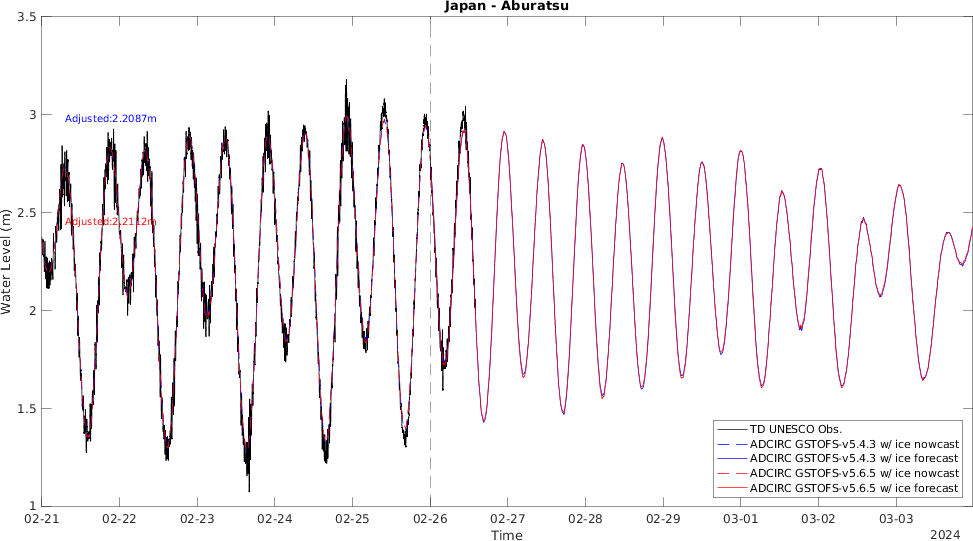 Japan - Aburatsu
3.5
3
2.5
2
1.5
1
Water Level (m)
Adjusted:2.2087m
Adjusted:2.2112m
TD UNESCO Obs.
ADCIRC GSTOFS-v5.4.3 w/ ice nowcast
ADCIRC GSTOFS-v5.4.3 w/ ice forecast
ADCIRC GSTOFS-v5.6.5 w/ ice nowcast
ADCIRC GSTOFS-v5.6.5 w/ ice forecast
02-21 02-22 02-23 02-24 02-25 02-26 02-27 02-28 02-29 03-01 03-02 03-03
Time
2024